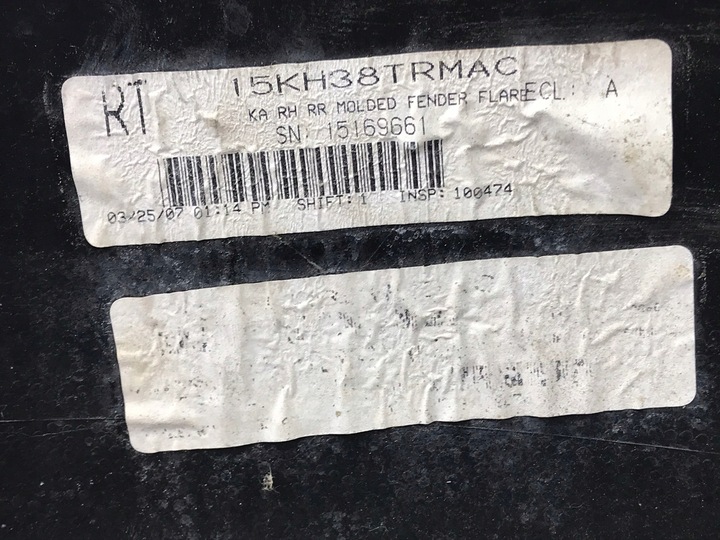 RT 15KH38TRMAC
KA RH RR MOLDED FENDER FLARE ECL: A
SN 15169661
03/25/07 01:14 PM SHIFT: 1 INSP: 100474